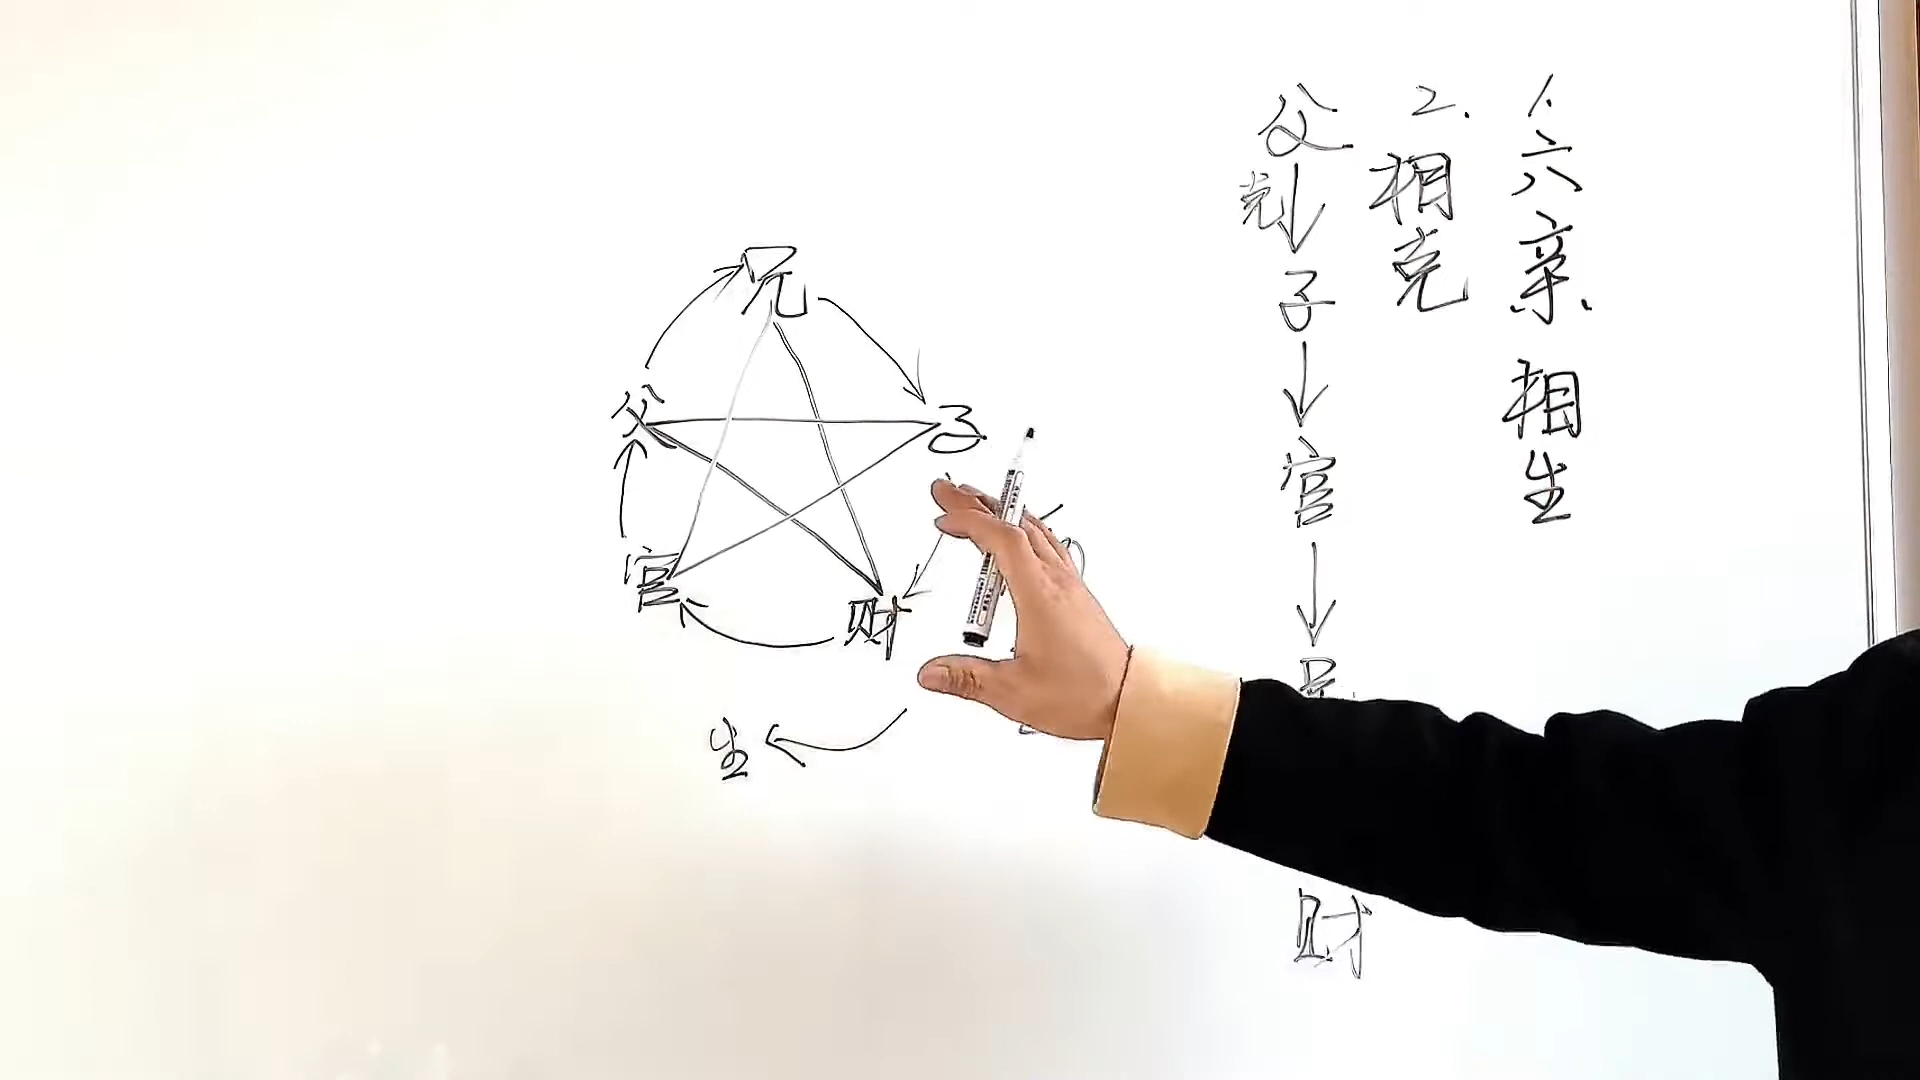 1.六亲相生
2.相克
父
克
子
官
财
兄
父
子
官
财
生